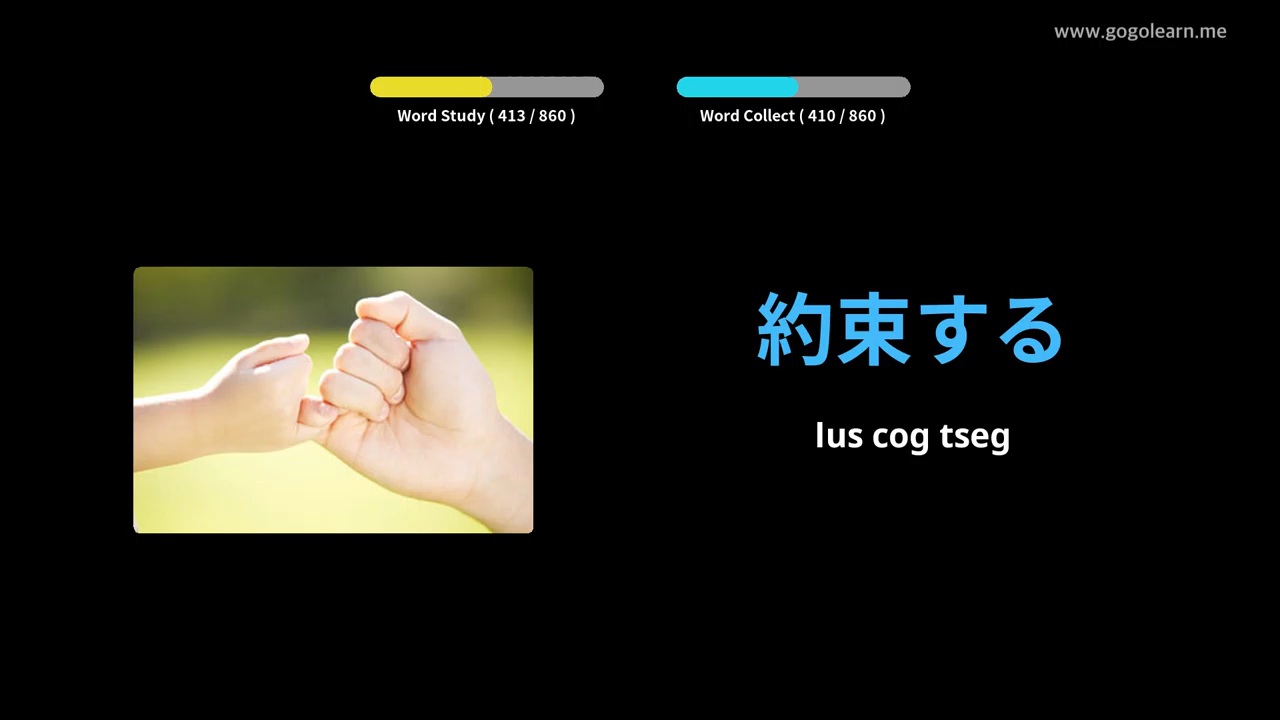 www.gogolearn.me
Word Study ( 413 / 860 )
Word Collect ( 410 / 860 )
約束する
lus cog tseg